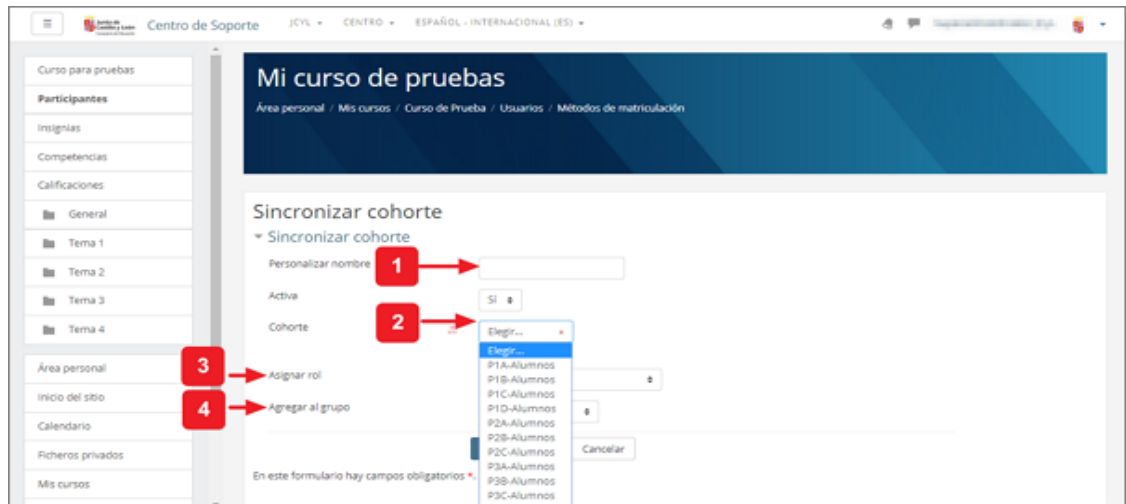 Junta de Castilla y León Centro de Soporte JCYL CENTRO ESPAÑOL - INTERNACIONAL (ES)
Curso para pruebas
Participantes
Insignias
Competencias
Calificaciones
General
Tema 1
Tema 2
Tema 3
Tema 4
Área personal
Inicio del sitio
Calendario
Ficheros privados
Mis cursos
Mi curso de pruebas
Área personal / Mis cursos / Curso de Prueba / Usuarios / Métodos de matriculación
Sincronizar cohorte
Sincronizar cohorte
Personalizar nombre 1
Activa Sí
Cohorte 2 Elegir...
Elegir...
P1A-Alumnos
P1B-Alumnos
P1C-Alumnos
P1D-Alumnos
P2A-Alumnos
P2B-Alumnos
P2C-Alumnos
P3A-Alumnos
P3B-Alumnos
P3C-Alumnos
3 Asignar rol
4 Agregar al grupo
Cancelar
En este formulario hay campos obligatorios *.